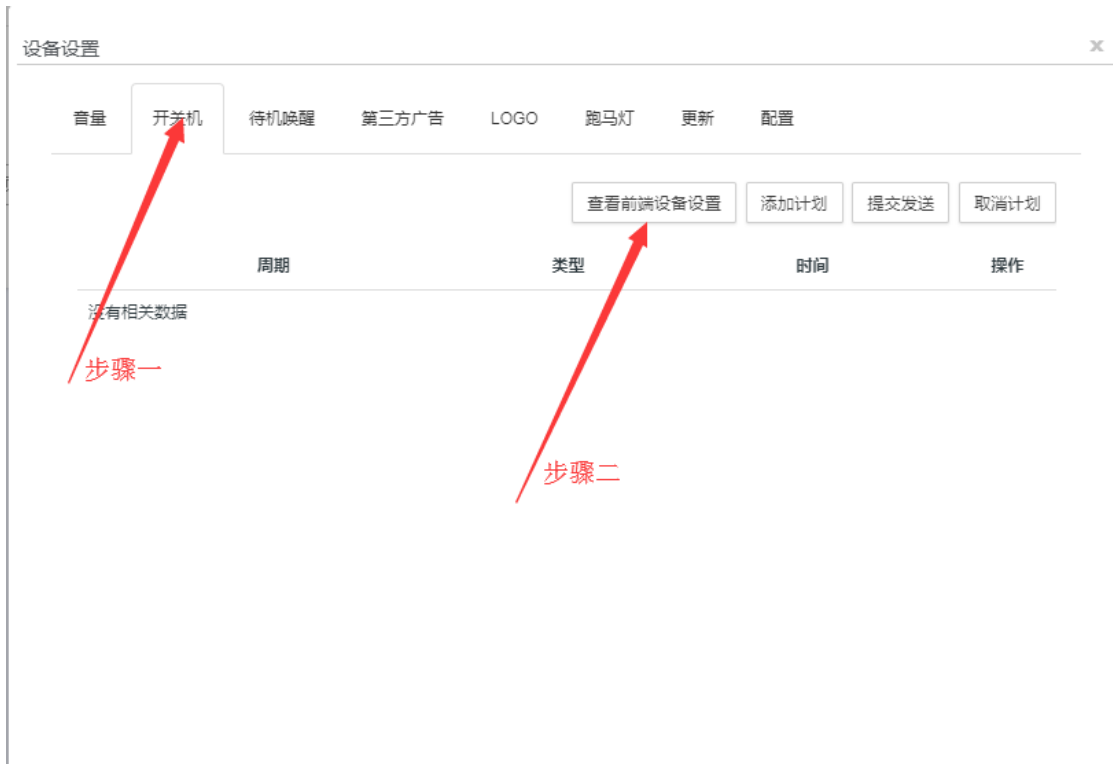 设备设置 x
音量 开关机 待机唤醒 第三方广告 LOGO 跑马灯 更新 配置
查看前端设备设置 添加计划 提交发送 取消计划
周期 类型 时间 操作
没有相关数据
步骤一
步骤二